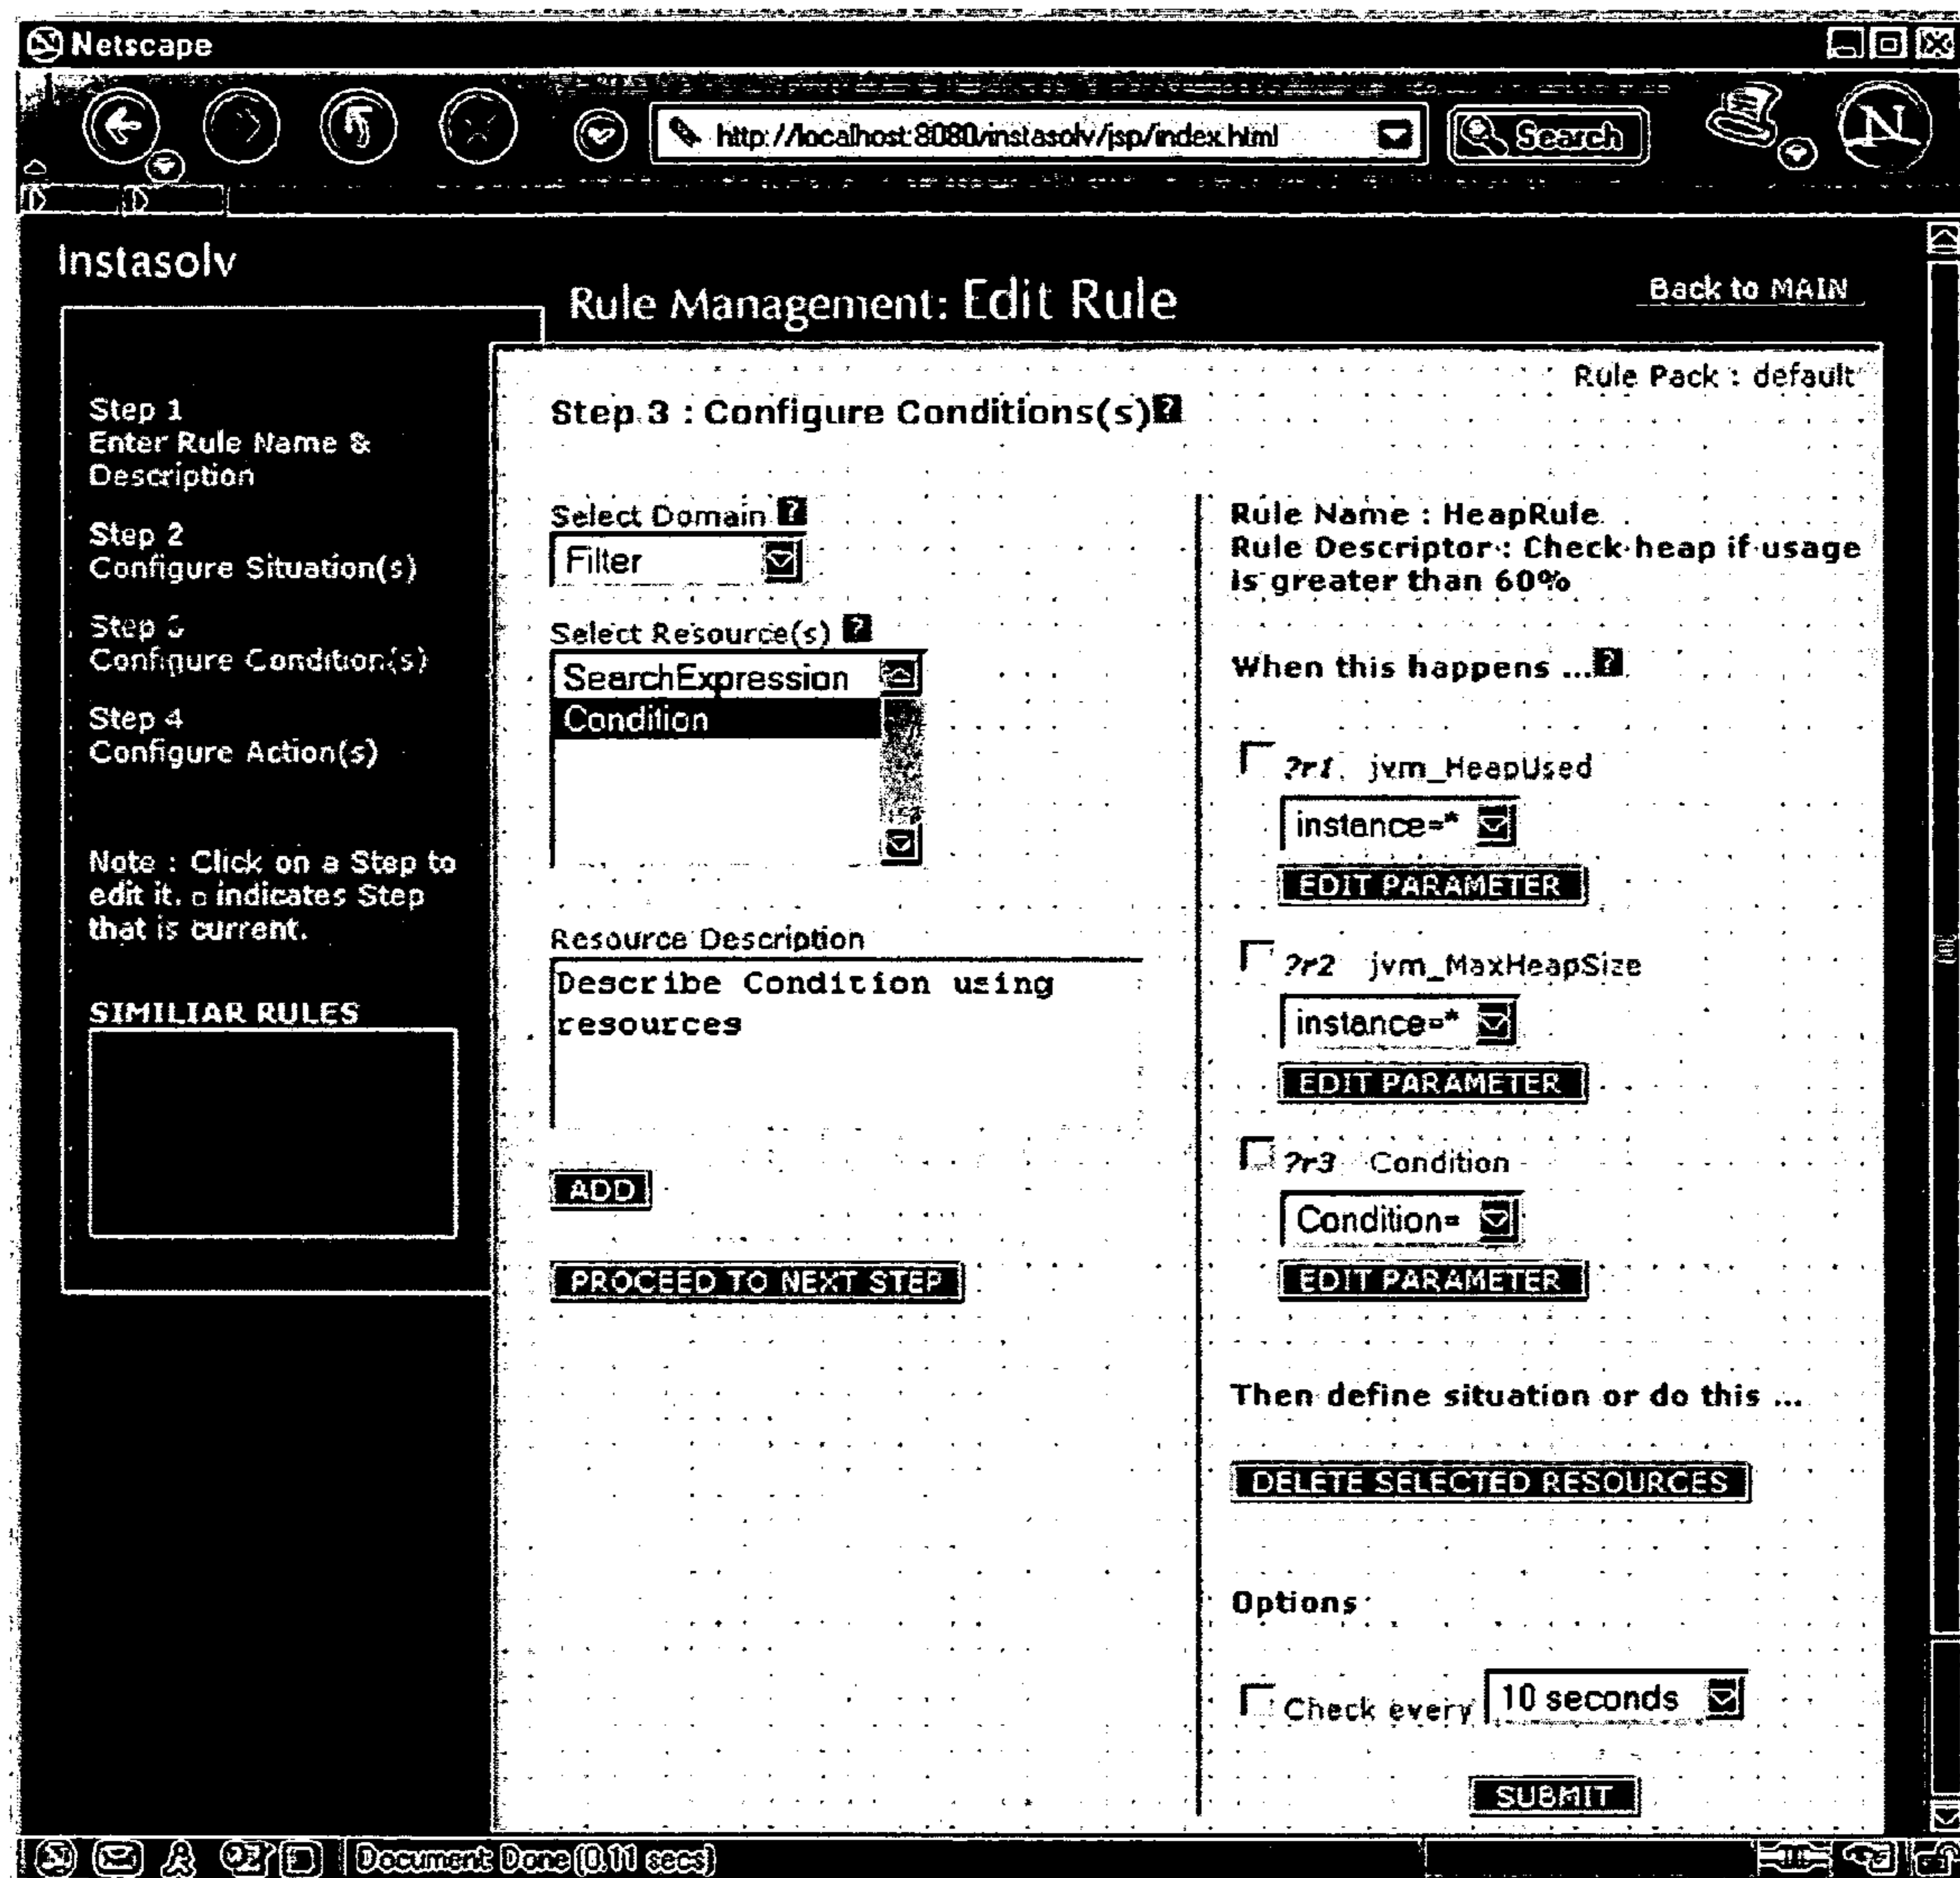 Netscape
http://localhost:8080/instasolv/jsp/index.html
Search
N
Instasolv
Rule Management: Edit Rule
Back to MAIN
Step 1
Enter Rule Name &
Description
Step 2
Configure Situation(s)
Step 3
Configure Condition(s)
Step 4
Configure Action(s)
Note : Click on a Step to
edit it. indicates Step
that is current.
SIMILIAR RULES
Rule Pack : default
Step 3 : Configure Conditions(s) ?
Select Domain ?
Filter
Select Resource(s) ?
SearchExpression
Condition
Resource Description
Describe Condition using
resources
ADD
PROCEED TO NEXT STEP
Rule Name : HeapRule
Rule Descriptor : Check heap if usage
is greater than 60%
When this happens ... ?
?r1 jvm_HeapUsed
instance=*
EDIT PARAMETER
?r2 jvm_MaxHeapSize
instance=*
EDIT PARAMETER
?r3 Condition
Condition=
EDIT PARAMETER
Then define situation or do this ...
DELETE SELECTED RESOURCES
Options
Check every 10 seconds
SUBMIT
Document: Done (0.11 secs)